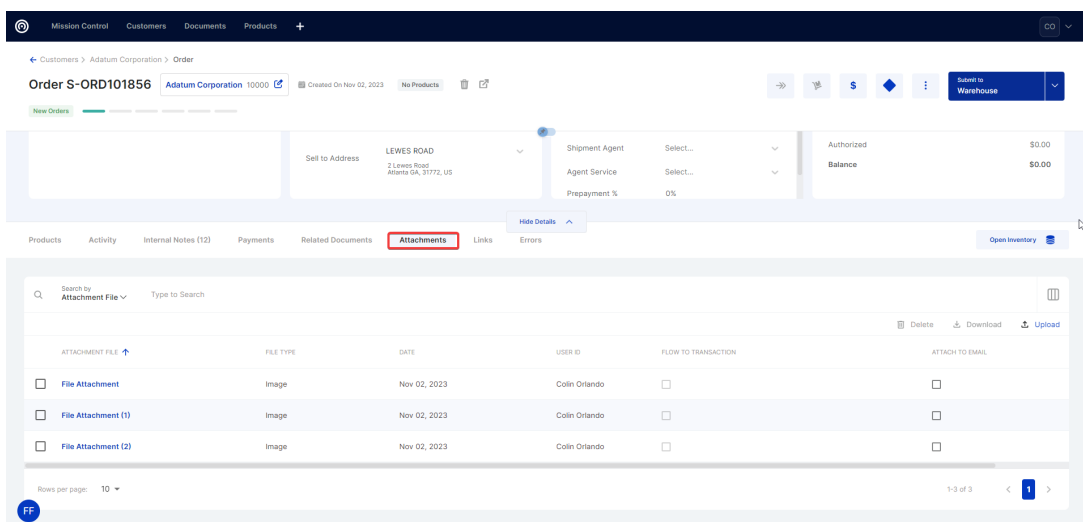 Mission Control Customers Documents Products +
CO
← Customers > Adatum Corporation > Order
Order S-ORD101856 Adatum Corporation 10000 Created On Nov 02, 2023 No Products
$ Submit to
Warehouse
New Orders
Sell to Address LEWES ROAD
2 Lewes Road
Atlanta GA, 31772, US
Shipment Agent Select...
Agent Service Select...
Prepayment % 0%
Authorized $0.00
Balance $0.00
Hide Details
Products Activity Internal Notes (12) Payments Related Documents Attachments Links Errors
Open Inventory
Search by
Attachment File Type to Search
Delete Download Upload
ATTACHMENT FILE FILE TYPE DATE USER ID FLOW TO TRANSACTION ATTACH TO EMAIL
File Attachment Image Nov 02, 2023 Colin Orlando
File Attachment (1) Image Nov 02, 2023 Colin Orlando
File Attachment (2) Image Nov 02, 2023 Colin Orlando
Rows per page: 10 1-3 of 3 < 1 >
FF